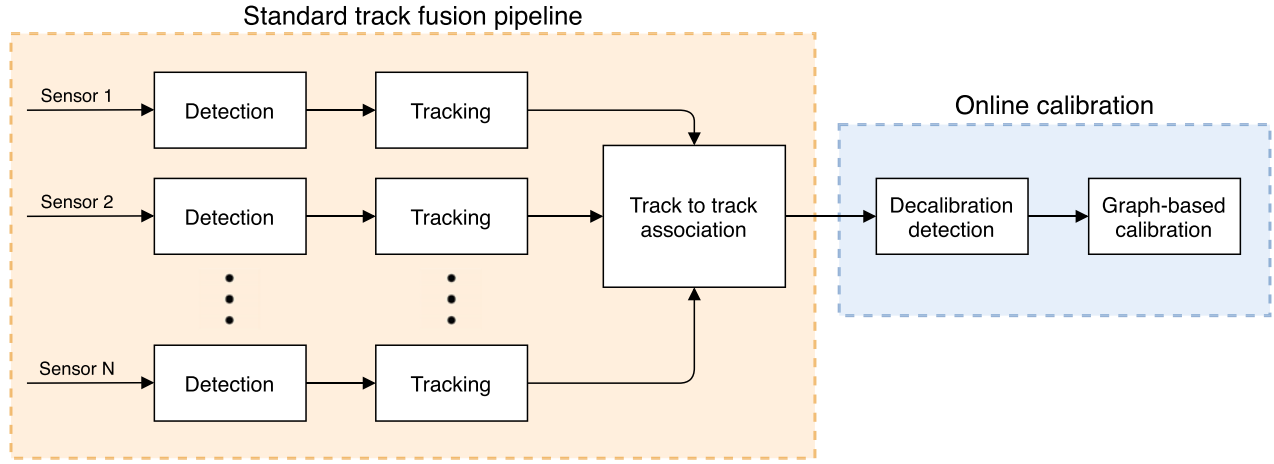 Standard track fusion pipeline
Sensor 1
Detection
Tracking
Online calibration
Sensor 2
Detection
Tracking
Track to track
association
Decalibration
detection
Graph-based
calibration
Sensor N
Detection
Tracking